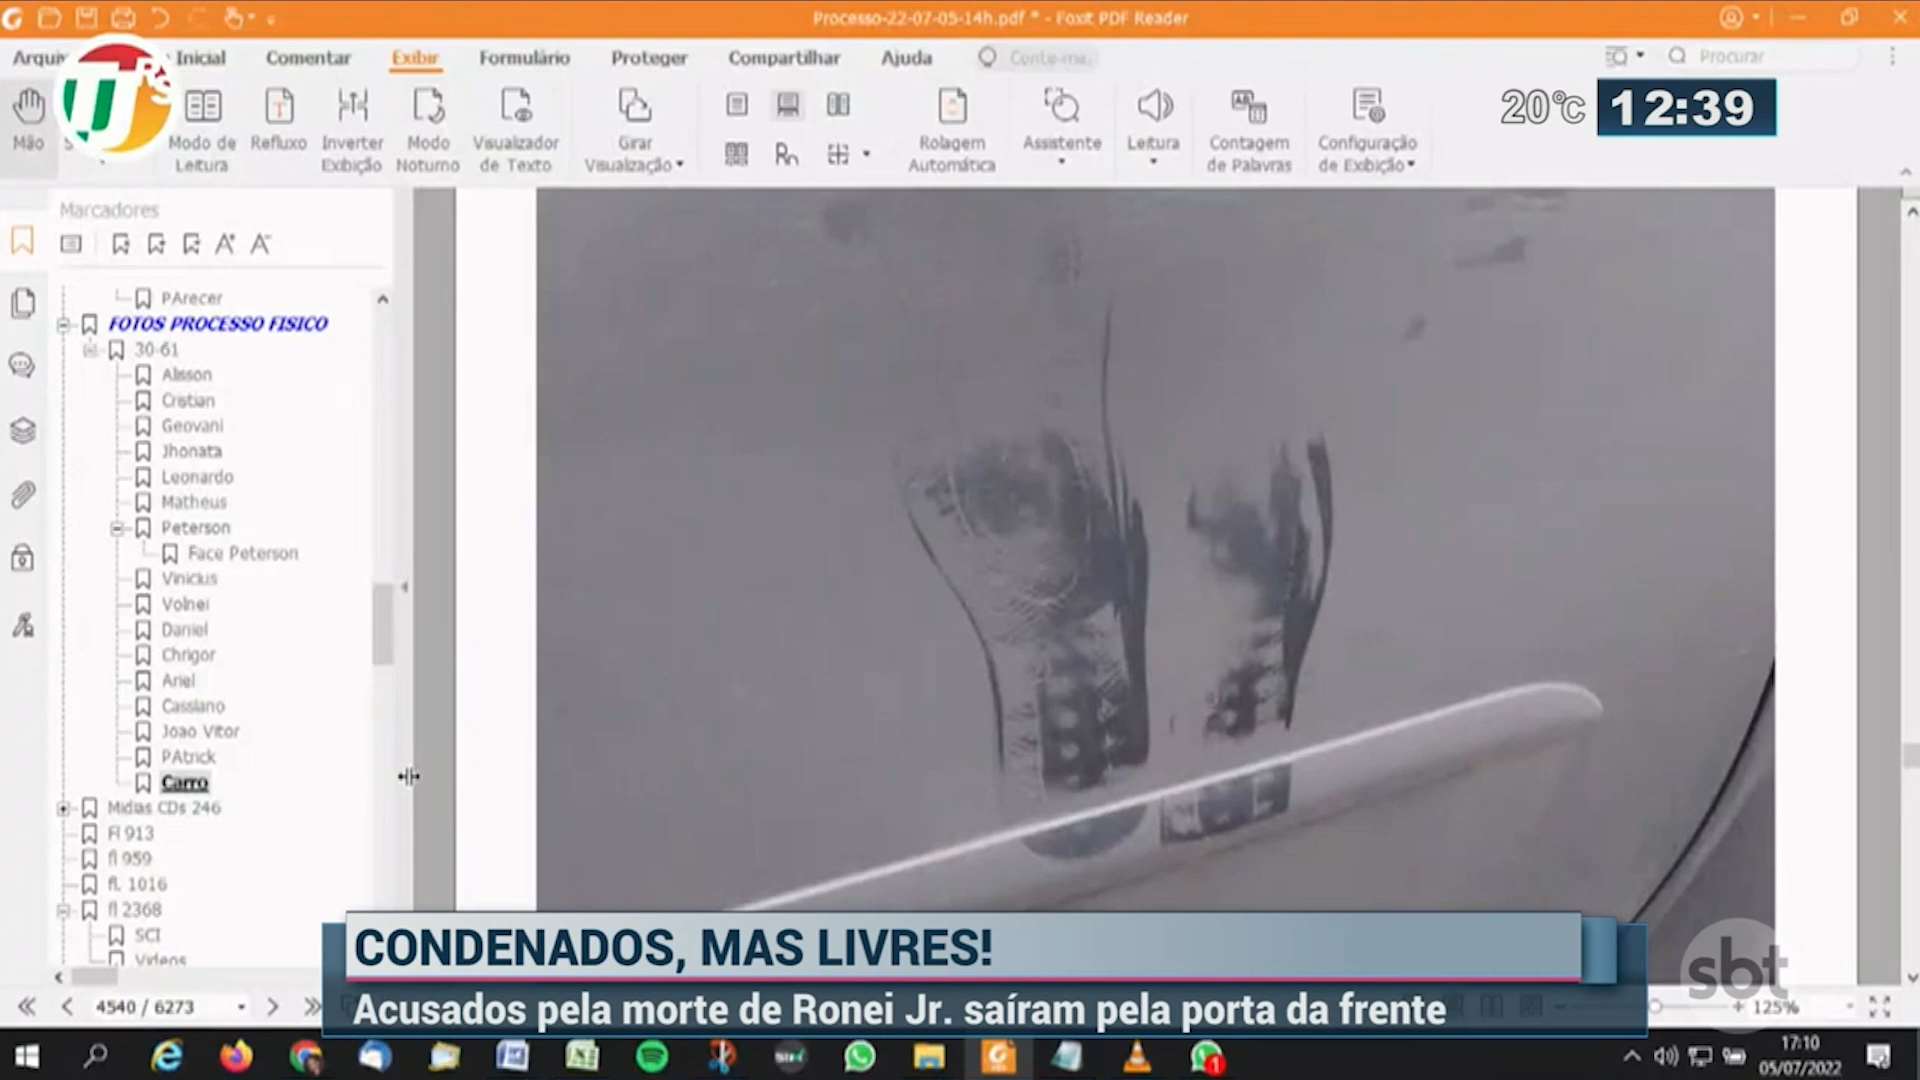 Processo-22-07-05-14h.pdf * - Foxit PDF Reader
Inicial Comentar Exibir Formulário Proteger Compartilhar Ajuda Conte-me. Procurar
20°C 12:39
Mão
Modo de Leitura
Refluxo
Inverter Exibição
Modo Noturno
Visualizador de Texto
Girar Visualização
Rolagem Automática
Assistente
Leitura
Contagem de Palavras
Configuração de Exibição
Marcadores
PArecer
FOTOS PROCESSO FISICO
30-61
Alisson
Cristian
Geovani
Jhonata
Leonardo
Matheus
Peterson
Face Peterson
Vinicius
Volnei
Daniel
Chrigor
Ariel
Cassiano
Joao Vitor
PAtrick
Carro
Midias CDs 246
Fl 913
fl 959
fl. 1016
fl 2368
SCI
Videos
CONDENADOS, MAS LIVRES!
Acusados pela morte de Ronei Jr. saíram pela porta da frente
sbt
4540 / 6273
125%
17:10
05/07/2022